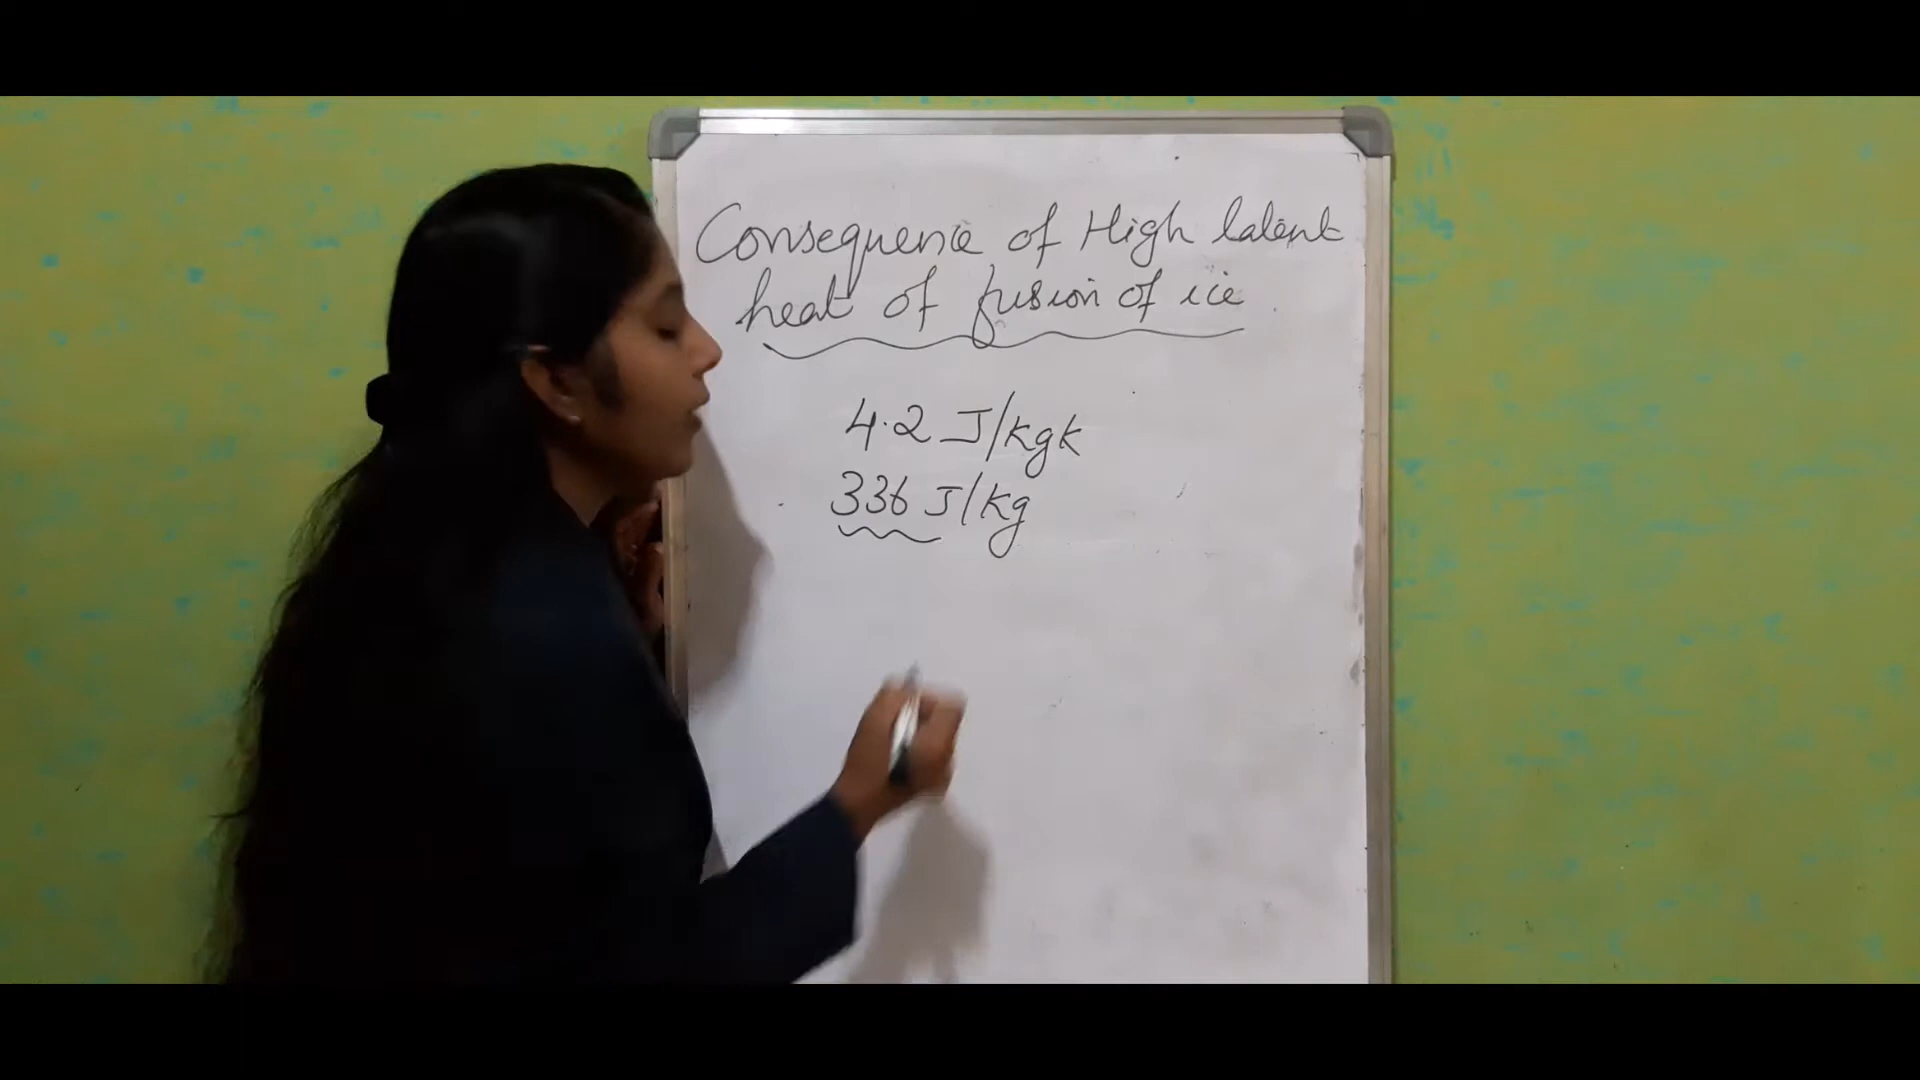 Consequence of High latent
heat of fusion of ice
4.2 J/kgk
336 J/kg